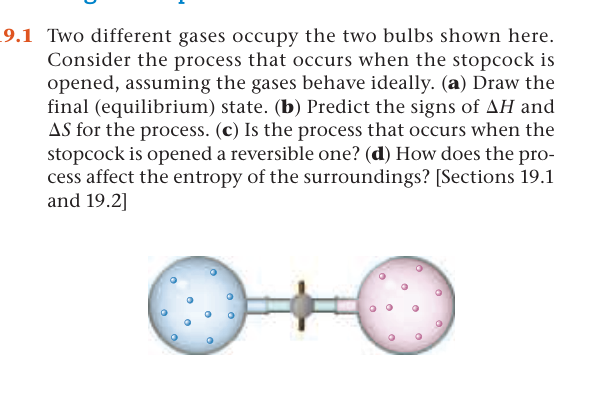 9.1 Two different gases occupy the two bulbs shown here.
Consider the process that occurs when the stopcock is
opened, assuming the gases behave ideally. (a) Draw the
final (equilibrium) state. (b) Predict the signs of ΔH and
ΔS for the process. (c) Is the process that occurs when the
stopcock is opened a reversible one? (d) How does the pro-
cess affect the entropy of the surroundings? [Sections 19.1
and 19.2]